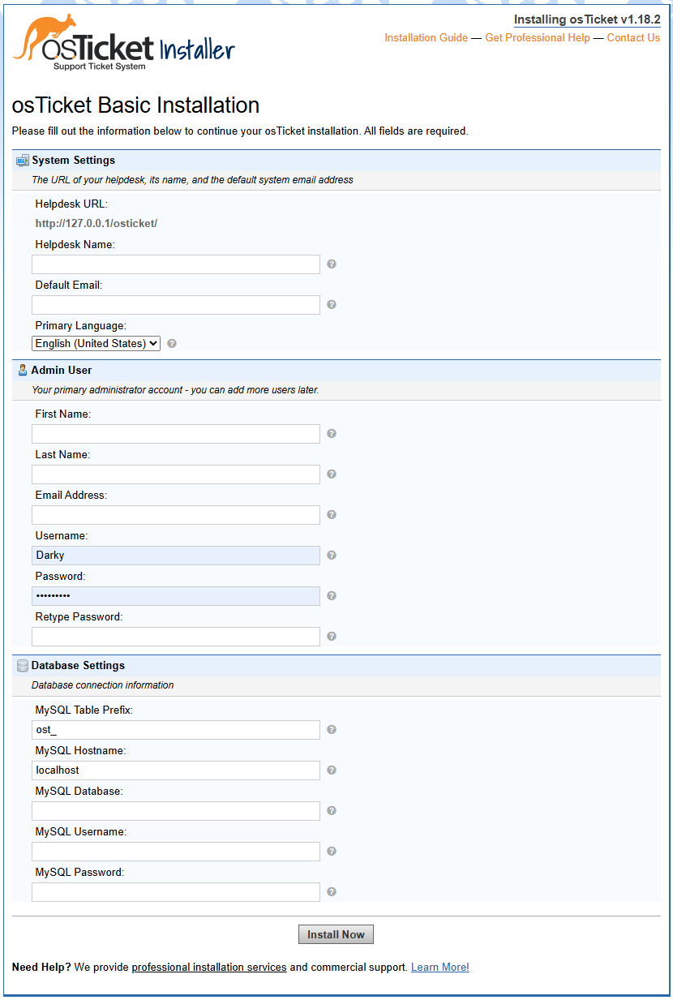 osTicket Installer
Support Ticket System
Installing osTicket v1.18.2
Installation Guide — Get Professional Help — Contact Us
osTicket Basic Installation
Please fill out the information below to continue your osTicket installation. All fields are required.
System Settings
The URL of your helpdesk, its name, and the default system email address
Helpdesk URL:
http://127.0.0.1/osticket/
Helpdesk Name:
?
Default Email:
?
Primary Language:
English (United States) ?
Admin User
Your primary administrator account - you can add more users later.
First Name:
?
Last Name:
?
Email Address:
?
Username:
Darky ?
Password:
••••••••• ?
Retype Password:
?
Database Settings
Database connection information
MySQL Table Prefix:
ost_ ?
MySQL Hostname:
localhost ?
MySQL Database:
?
MySQL Username:
?
MySQL Password:
?
Install Now
Need Help? We provide professional installation services and commercial support. Learn More!